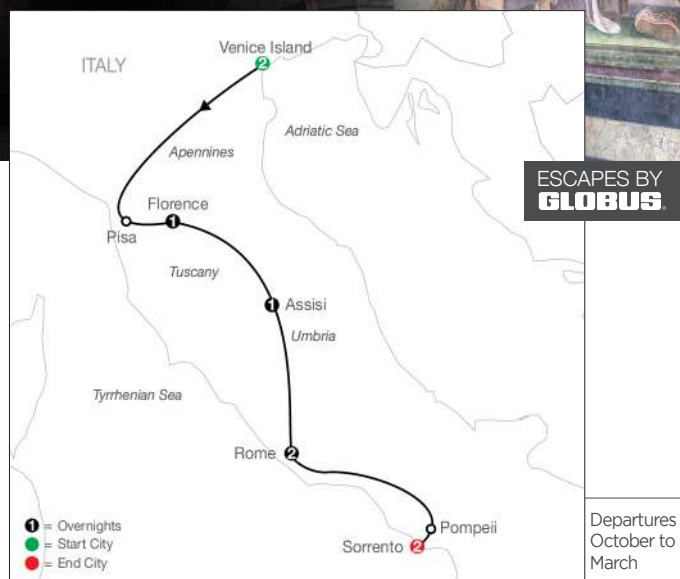 ITALY
Venice Island
2
Adriatic Sea
Apennines
ESCAPES BY
GLOBUS.
Florence
1
Pisa
Tuscany
1 Assisi
Umbria
Tyrrhenian Sea
Rome 2
Pompeii
Sorrento 2
1 = Overnights
= Start City
= End City
Departures
October to
March